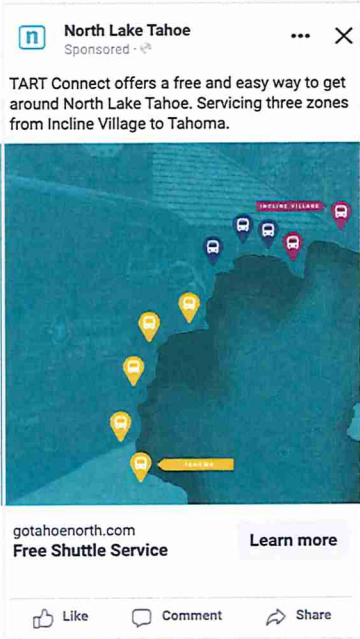 n
North Lake Tahoe
Sponsored ·
TART Connect offers a free and easy way to get
around North Lake Tahoe. Servicing three zones
from Incline Village to Tahoma.
INCLINE VILLAGE
TAHOMA
gotahoenorth.com
Free Shuttle Service
Learn more
Like
Comment
Share